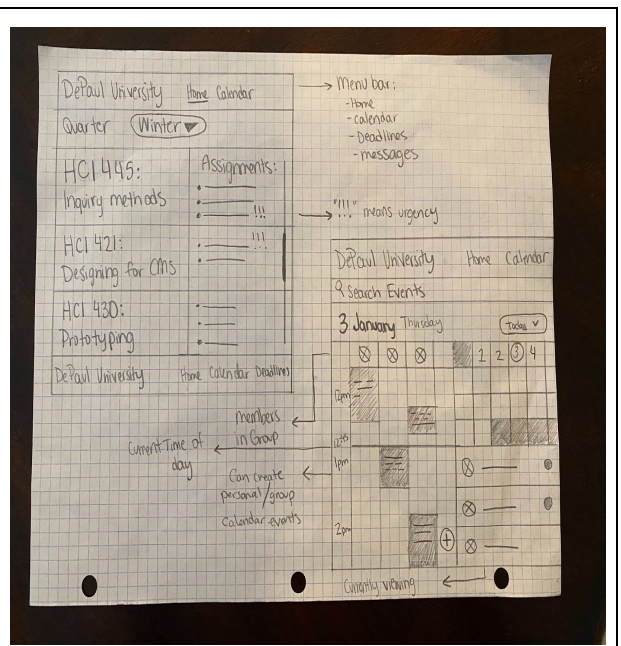 DePaul University Home Calendar
Quarter Winter
HCI 445:
Inquiry methods
Assignments:
!!!
HCI 421:
Designing for CMS
!!!
HCI 430:
Prototyping
DePaul University Home Calendar Deadlines
Menu bar:
-Home
-calendar
-Deadlines
-messages
"!!!" means urgency
DePaul University Home Calendar
Search Events
3 January Thursday
Today
1 2 3 4
12pm
12:45
1pm
2pm
members
in Group
Current Time of
day
Can create
personal/group
Calendar events
Currently viewing